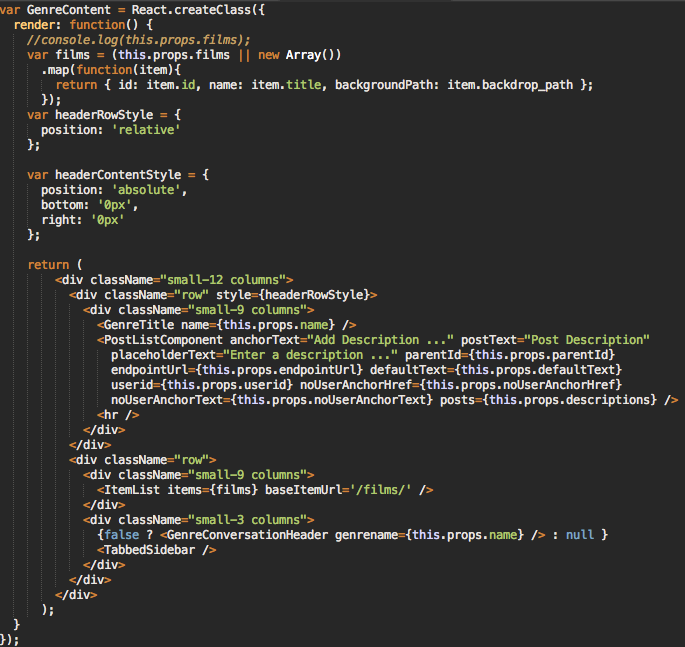 var GenreContent = React.createClass({
  render: function() {
    //console.log(this.props.films);
    var films = (this.props.films || new Array())
      .map(function(item){
        return { id: item.id, name: item.title, backgroundPath: item.backdrop_path };
      });
    var headerRowStyle = {
      position: 'relative'
    };

    var headerContentStyle = {
      position: 'absolute',
      bottom: '0px',
      right: '0px'
    };

    return (
        <div className="small-12 columns">
          <div className="row" style={headerRowStyle}>
            <div className="small-9 columns">
              <GenreTitle name={this.props.name} />
              <PostListComponent anchorText="Add Description ..." postText="Post Description"
                placeholderText="Enter a description ..." parentId={this.props.parentId}
                endpointUrl={this.props.endpointUrl} defaultText={this.props.defaultText}
                userid={this.props.userid} noUserAnchorHref={this.props.noUserAnchorHref}
                noUserAnchorText={this.props.noUserAnchorText} posts={this.props.descriptions} />
              <hr />
            </div>
          </div>
          <div className="row">
            <div className="small-9 columns">
              <ItemList items={films} baseItemUrl='/films/' />
            </div>
            <div className="small-3 columns">
              {false ? <GenreConversationHeader genrename={this.props.name} /> : null }
              <TabbedSidebar />
            </div>
          </div>
        </div>
      );
  }
});